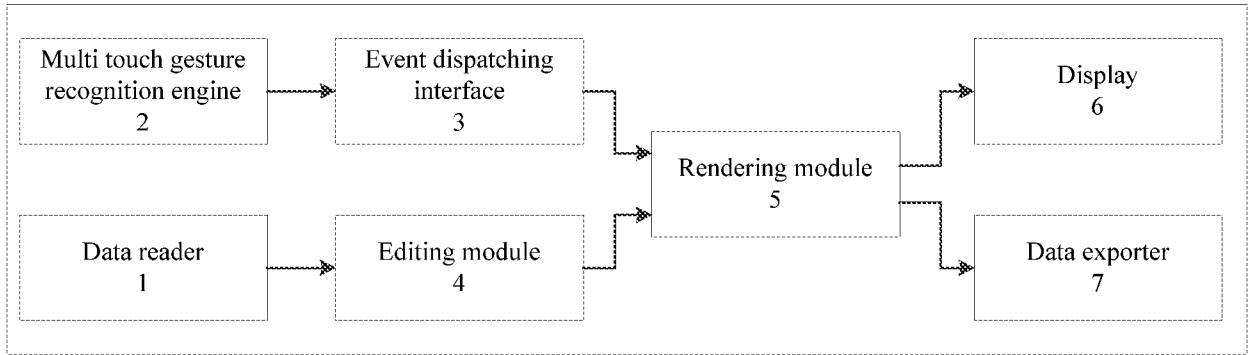 Multi touch gesture
recognition engine
2
Event dispatching
interface
3
Display
6
Rendering module
5
Data reader
1
Editing module
4
Data exporter
7